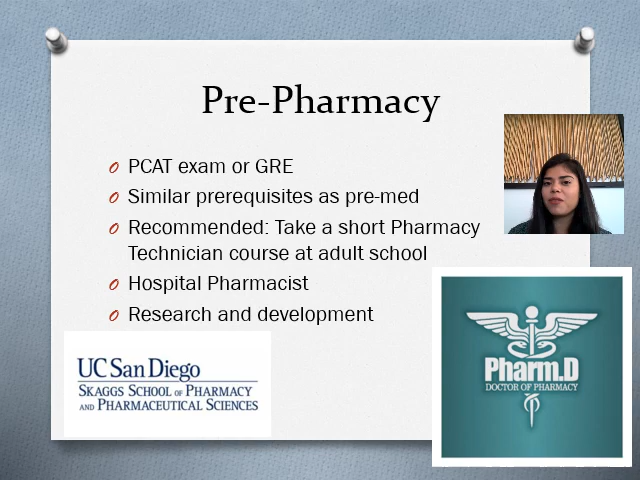 Pre-Pharmacy
PCAT exam or GRE
Similar prerequisites as pre-med
Recommended: Take a short Pharmacy
Technician course at adult school
Hospital Pharmacist
Research and development
UC San Diego
SKAGGS SCHOOL OF PHARMACY
AND PHARMACEUTICAL SCIENCES
Pharm.D
DOCTOR OF PHARMACY